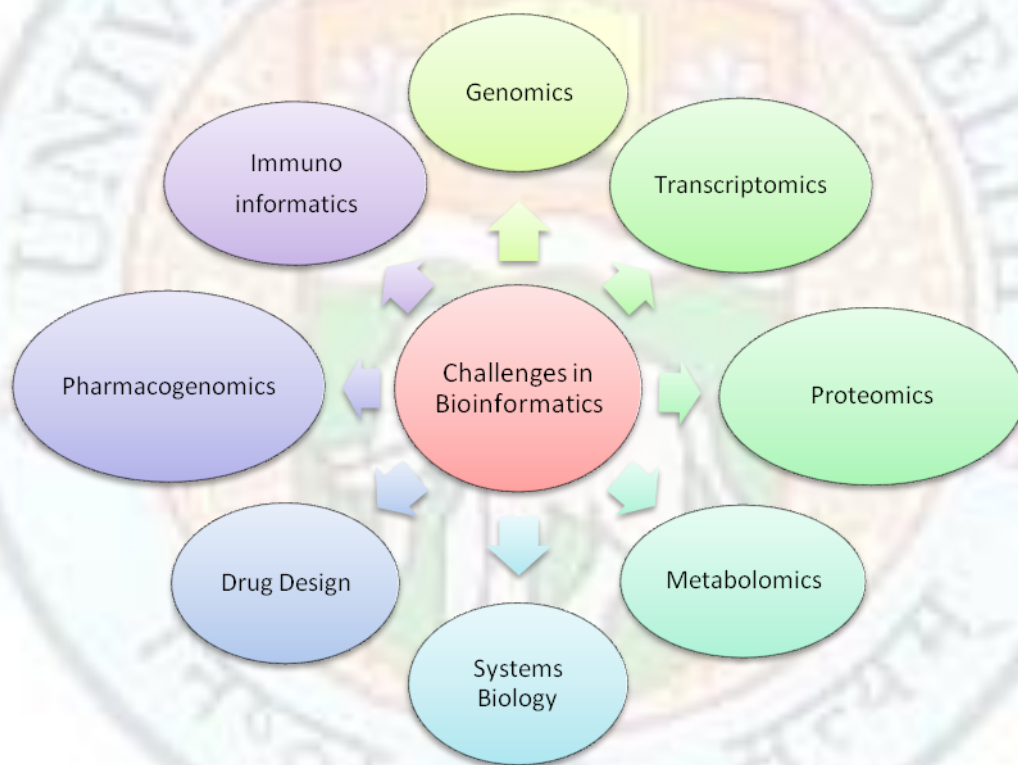 Genomics
Immuno
informatics
Transcriptomics
Pharmacogenomics
Challenges in
Bioinformatics
Proteomics
Drug Design
Metabolomics
Systems
Biology